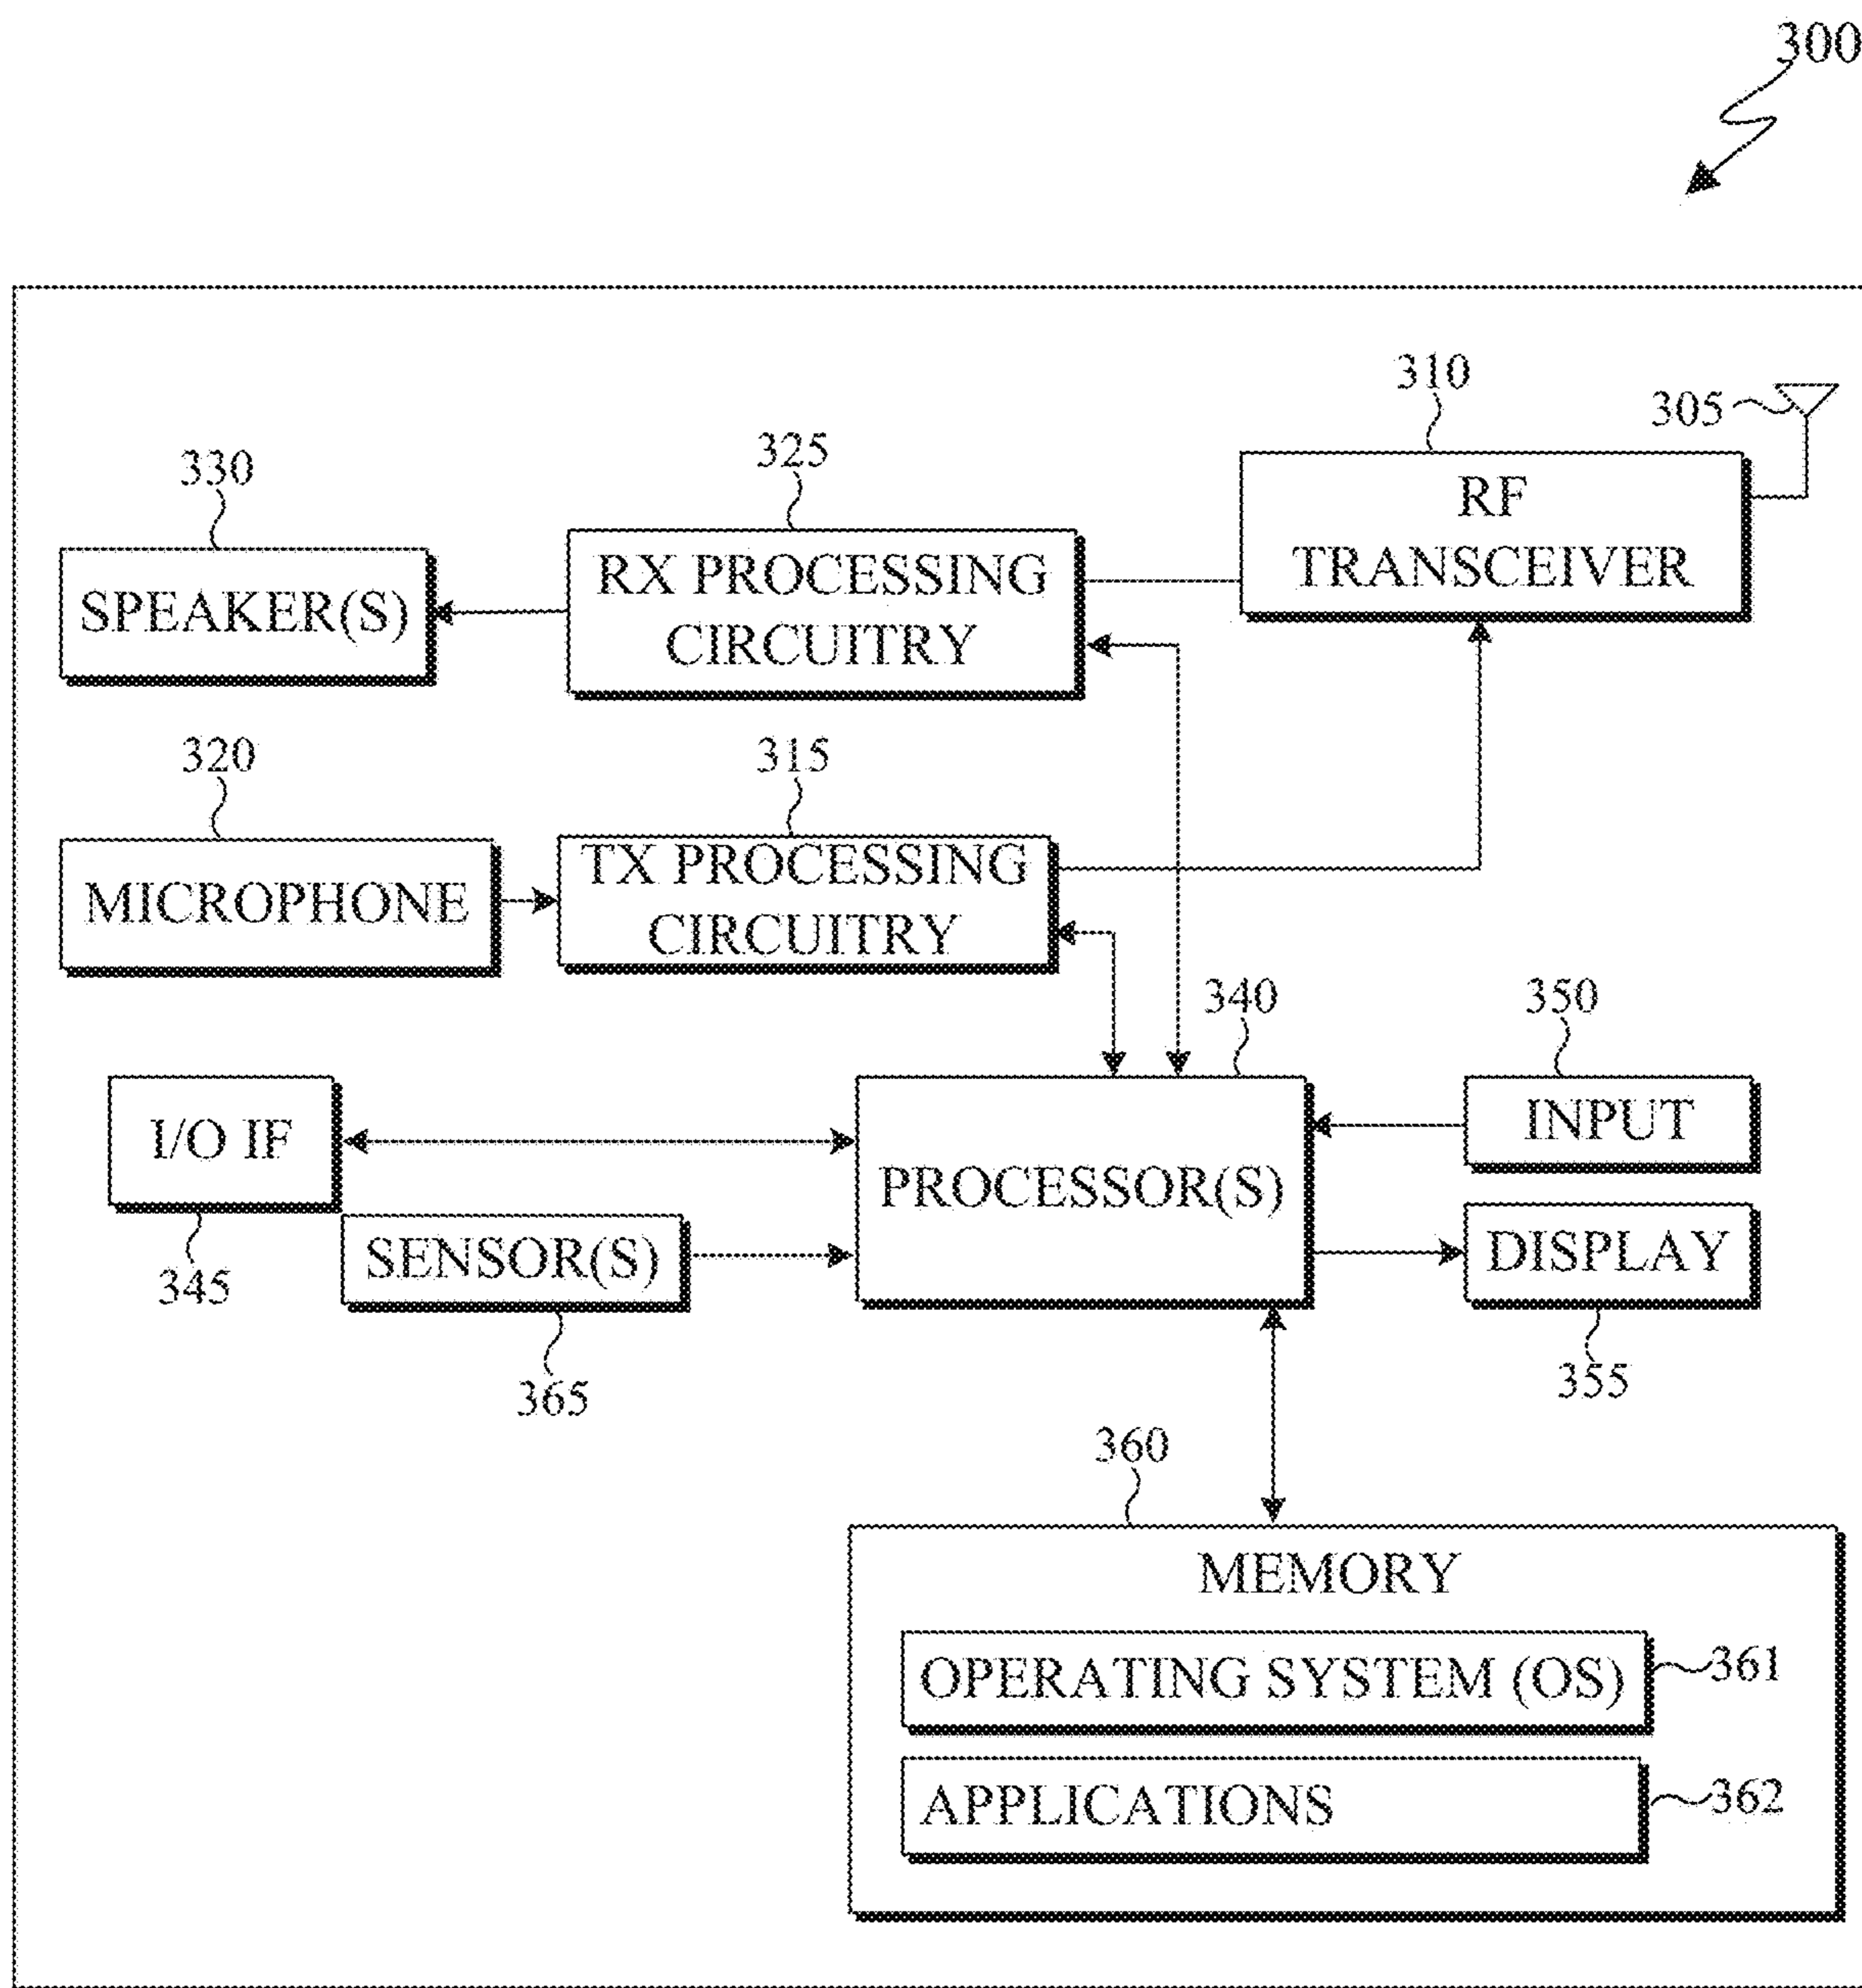 300
310
305
325
330
RF
TRANSCEIVER
RX PROCESSING
CIRCUITRY
SPEAKER(S)
320
315
MICROPHONE
TX PROCESSING
CIRCUITRY
340
350
I/O IF
INPUT
PROCESSOR(S)
SENSOR(S)
DISPLAY
345
365
355
360
MEMORY
OPERATING SYSTEM (OS)
361
APPLICATIONS
362